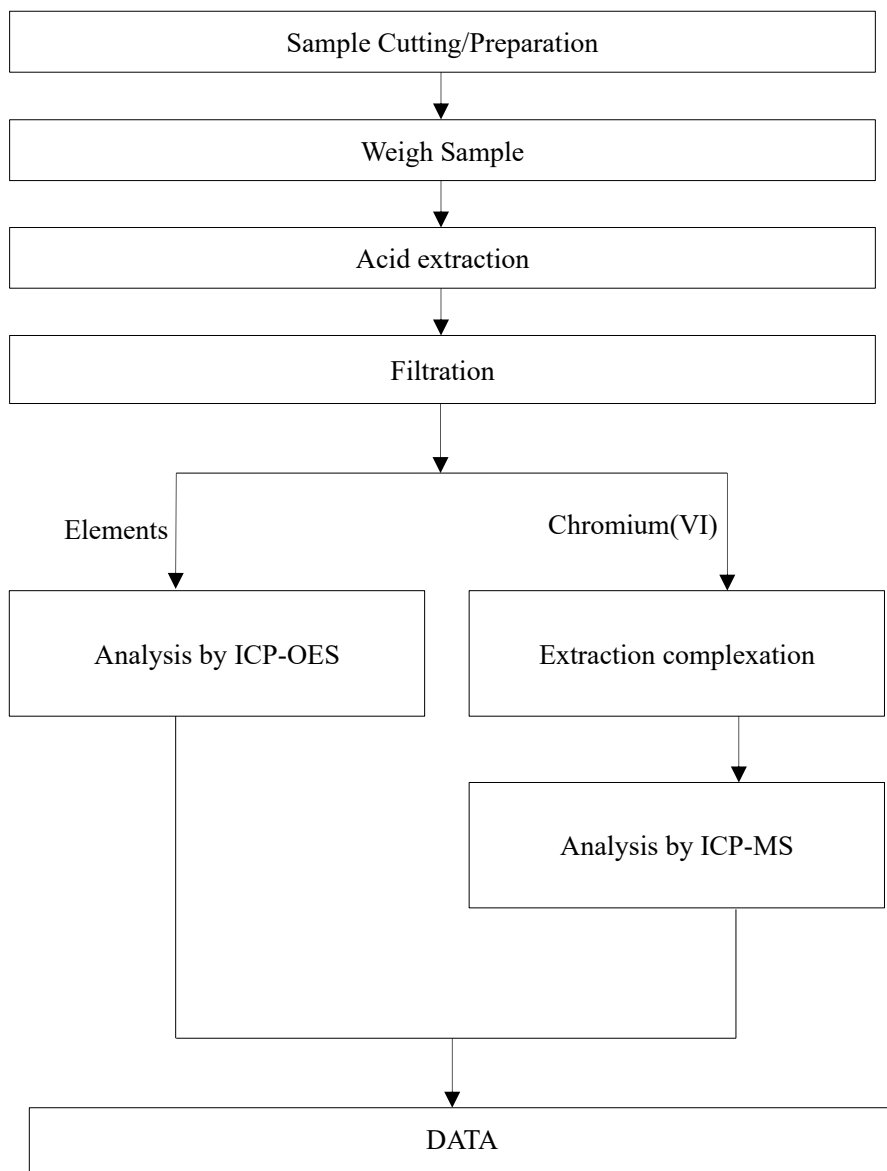 Sample Cutting/Preparation
Weigh Sample
Acid extraction
Filtration
Elements
Chromium(VI)
Analysis by ICP-OES
Extraction complexation
Analysis by ICP-MS
DATA